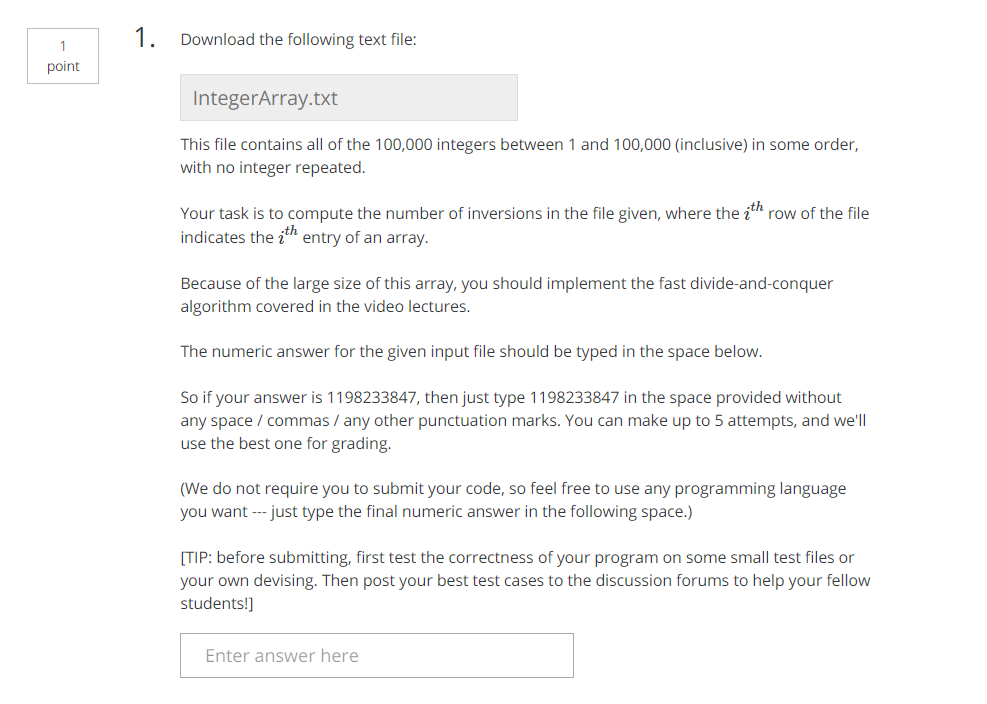 1
point
1.
Download the following text file:
IntegerArray.txt
This file contains all of the 100,000 integers between 1 and 100,000 (inclusive) in some order,
with no integer repeated.
Your task is to compute the number of inversions in the file given, where the i^th row of the file
indicates the i^th entry of an array.
Because of the large size of this array, you should implement the fast divide-and-conquer
algorithm covered in the video lectures.
The numeric answer for the given input file should be typed in the space below.
So if your answer is 1198233847, then just type 1198233847 in the space provided without
any space / commas / any other punctuation marks. You can make up to 5 attempts, and we'll
use the best one for grading.
(We do not require you to submit your code, so feel free to use any programming language
you want --- just type the final numeric answer in the following space.)
[TIP: before submitting, first test the correctness of your program on some small test files or
your own devising. Then post your best test cases to the discussion forums to help your fellow
students!]
Enter answer here